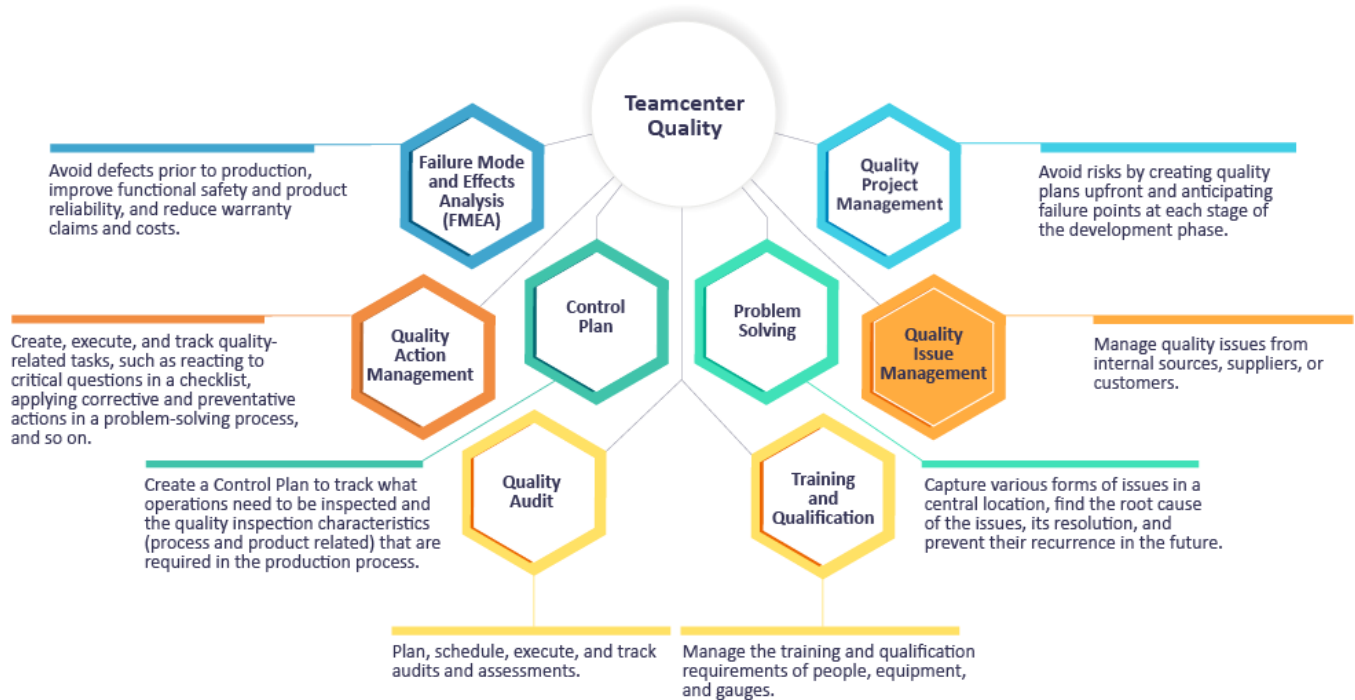 Teamcenter
Quality
Failure Mode
and Effects
Analysis
(FMEA)
Avoid defects prior to production,
improve functional safety and product
reliability, and reduce warranty
claims and costs.
Quality
Project
Management
Avoid risks by creating quality
plans upfront and anticipating
failure points at each stage of
the development phase.
Quality
Action
Management
Create, execute, and track quality-
related tasks, such as reacting to
critical questions in a checklist,
applying corrective and preventative
actions in a problem-solving process,
and so on.
Control
Plan
Problem
Solving
Quality
Issue
Management
Manage quality issues from
internal sources, suppliers, or
customers.
Create a Control Plan to track what
operations need to be inspected and
the quality inspection characteristics
(process and product related) that are
required in the production process.
Quality
Audit
Training
and
Qualification
Capture various forms of issues in a
central location, find the root cause
of the issues, its resolution, and
prevent their recurrence in the future.
Plan, schedule, execute, and track
audits and assessments.
Manage the training and qualification
requirements of people, equipment,
and gauges.